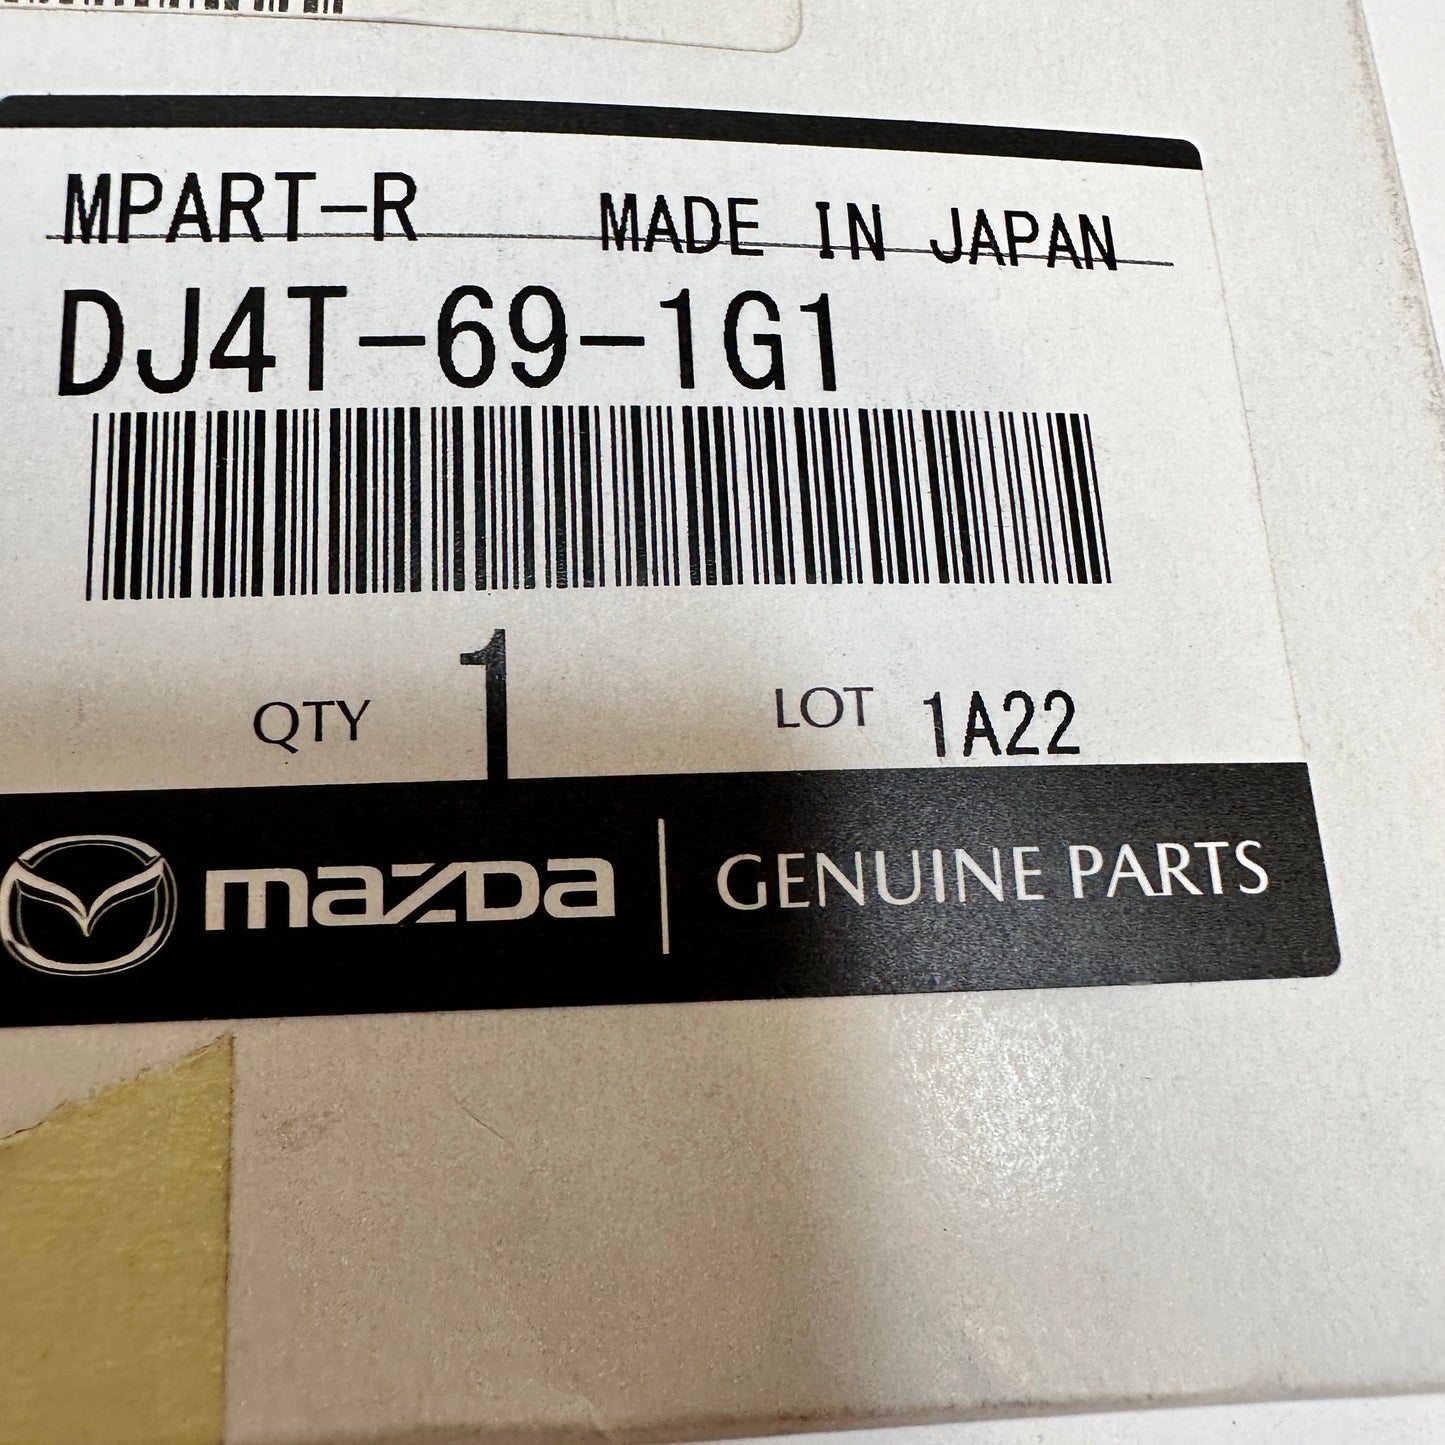 MPART-R MADE IN JAPAN
DJ4T-69-1G1
QTY 1 LOT 1A22
mazda | GENUINE PARTS